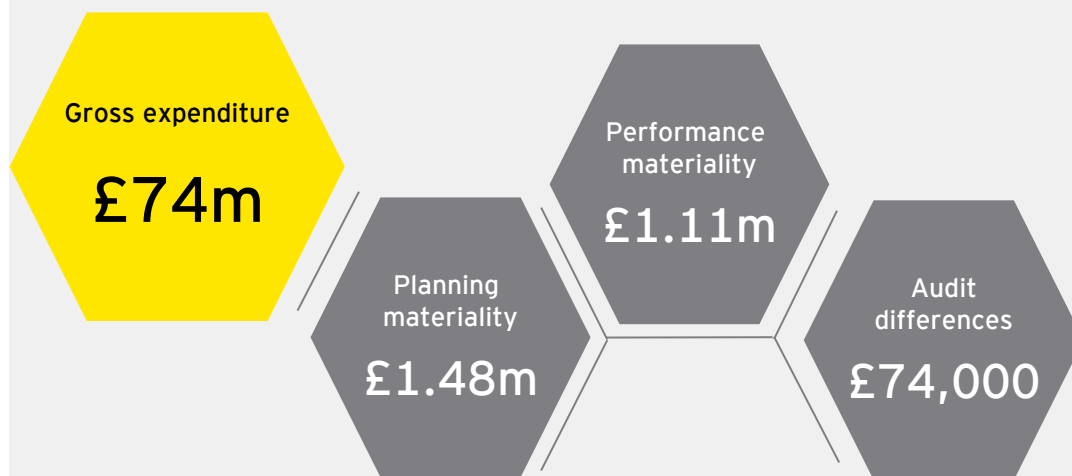 Gross expenditure
£74m
Planning
materiality
£1.48m
Performance
materiality
£1.11m
Audit
differences
£74,000